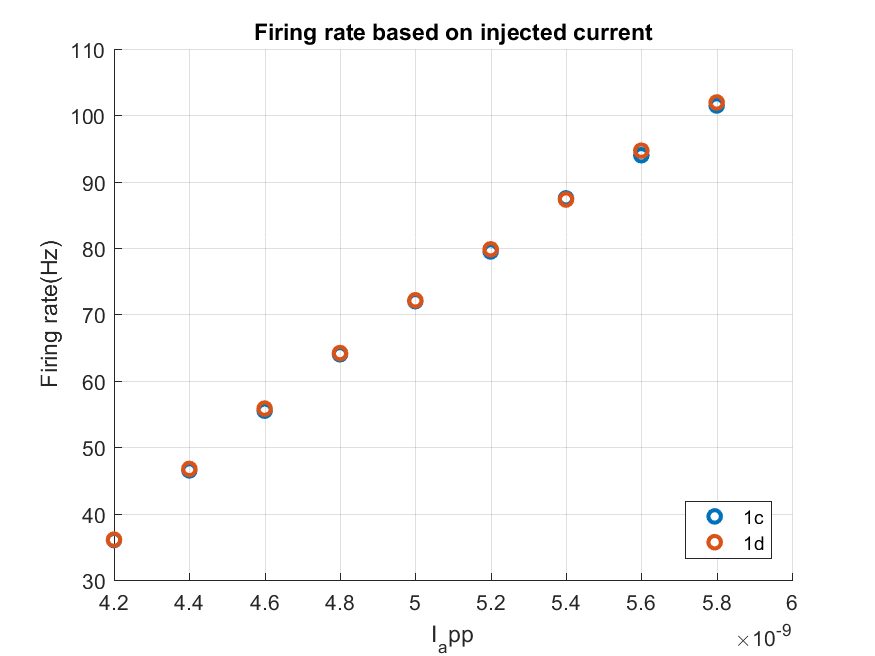 Firing rate based on injected current
110
100
90
80
70
60
50
40
30
Firing rate(Hz)
4.2 4.4 4.6 4.8 5 5.2 5.4 5.6 5.8 6
I_app
×10^-9
1c
1d